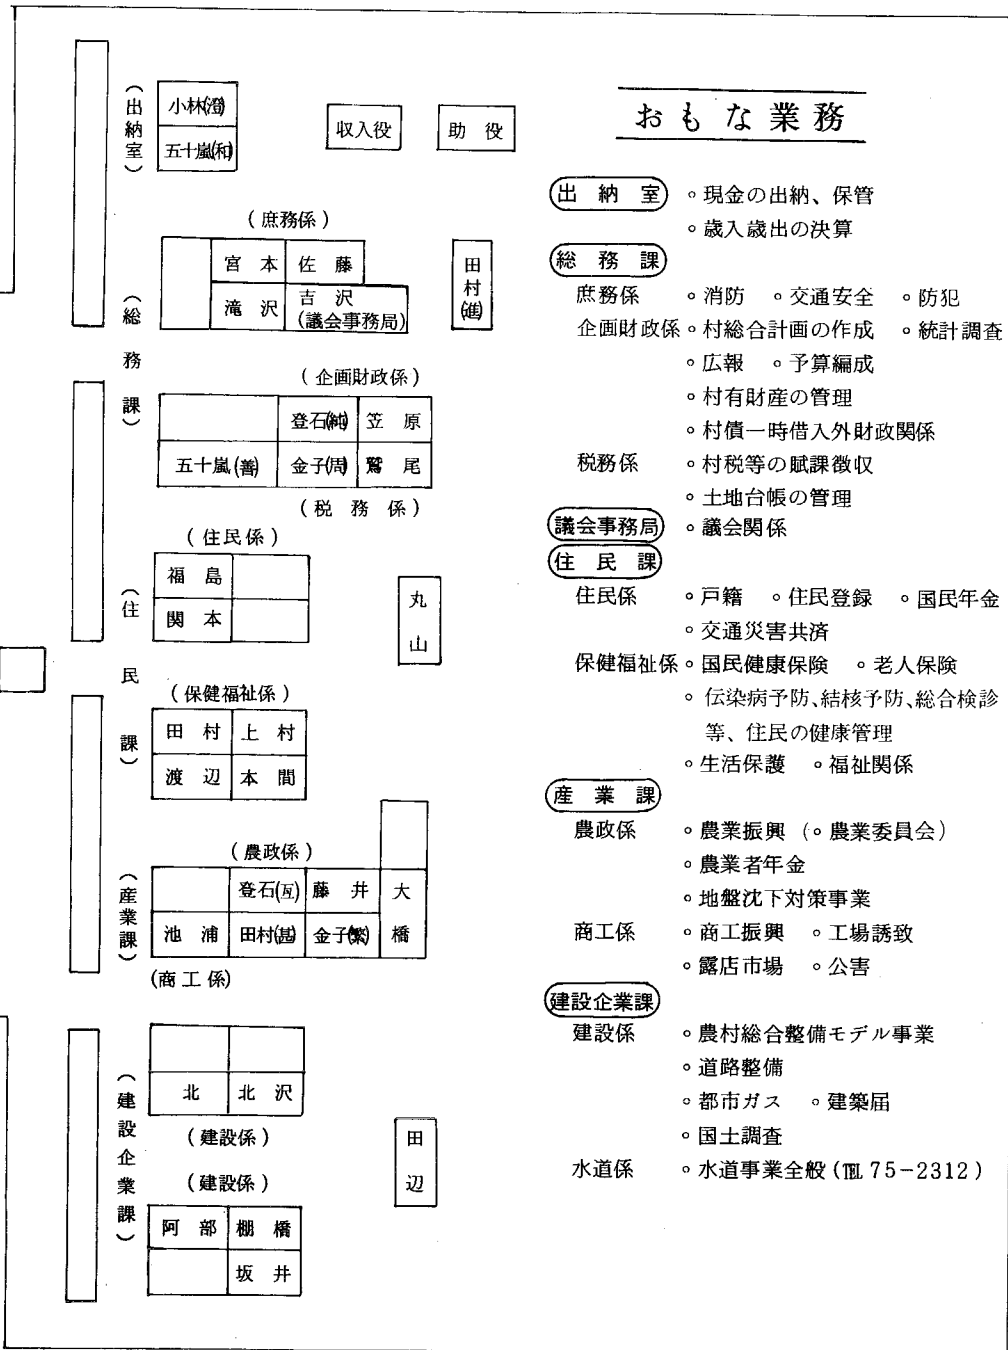 (出納室)
小林(澄)
五十嵐(和)
収入役
助役
(庶務係)
宮本 佐藤
滝沢 吉沢
(議会事務局)
田村(進)
(総務課)
(企画財政係)
登石(純) 笠原
五十嵐(善) 金子(周) 鷲尾
(税務係)
(住民係)
福島
関本
丸山
(住民課)
(保健福祉係)
田村 上村
渡辺 本間
(農政係)
(産業課)
登石(亙) 藤井 大橋
池浦 田村(甚) 金子(繁)
(商工係)
北 北沢
(建設企業課)
(建設係)
(建設係)
田辺
阿部 棚橋
坂井
おもな業務
出納室 ∘現金の出納、保管
∘歳入歳出の決算
総務課
庶務係 ∘消防 ∘交通安全 ∘防犯
企画財政係∘村総合計画の作成 ∘統計調査
∘広報 ∘予算編成
∘村有財産の管理
∘村債一時借入外財政関係
税務係 ∘村税等の賦課徴収
∘土地台帳の管理
議会事務局 ∘議会関係
住民課
住民係 ∘戸籍 ∘住民登録 ∘国民年金
∘交通災害共済
保健福祉係∘国民健康保険 ∘老人保険
∘伝染病予防、結核予防、総合検診
等、住民の健康管理
∘生活保護 ∘福祉関係
産業課
農政係 ∘農業振興(∘農業委員会)
∘農業者年金
∘地盤沈下対策事業
商工係 ∘商工振興 ∘工場誘致
∘露店市場 ∘公害
建設企業課
建設係 ∘農村総合整備モデル事業
∘道路整備
∘都市ガス ∘建築届
∘国土調査
水道係 ∘水道事業全般(℡75-2312)